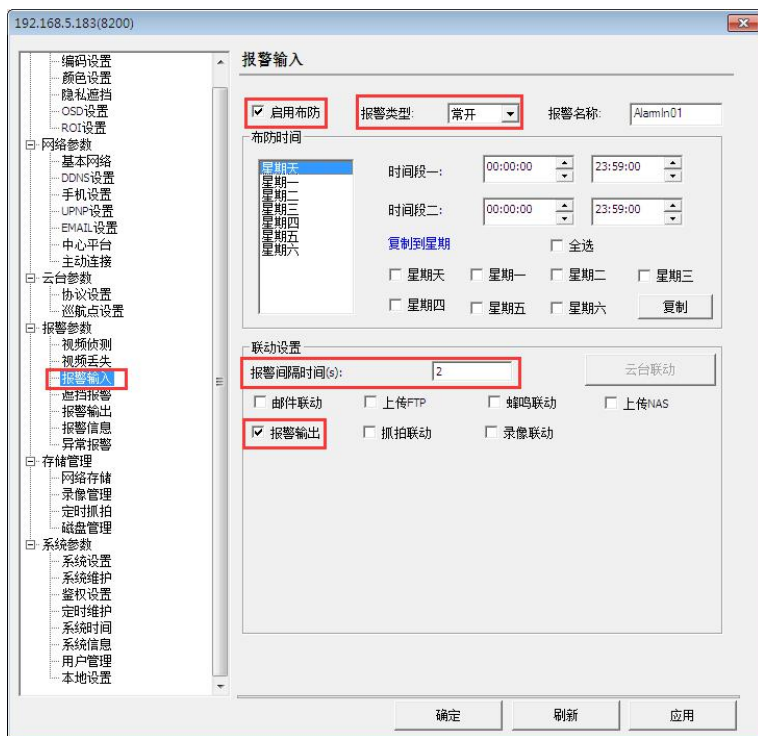 192.168.5.183(8200)
编码设置
颜色设置
隐私遮挡
OSD设置
ROI设置
网络参数
基本网络
DDNS设置
手机设置
UPNP设置
EMAIL设置
中心平台
主动连接
云台参数
协议设置
巡航点设置
报警参数
视频侦测
视频丢失
报警输入
遮挡报警
报警输出
报警信息
异常报警
存储管理
网络存储
录像管理
定时抓拍
磁盘管理
系统参数
系统设置
系统维护
鉴权设置
定时维护
系统时间
系统信息
用户管理
本地设置
报警输入
启用布防 报警类型: 常开 报警名称: AlarmIn01
布防时间
星期天
星期一
星期二
星期三
星期四
星期五
星期六
时间段一: 00:00:00 23:59:00
时间段二: 00:00:00 23:59:00
复制到星期 全选
星期天 星期一 星期二 星期三
星期四 星期五 星期六 复制
联动设置
报警间隔时间(s): 2 云台联动
邮件联动 上传FTP 蜂鸣联动 上传NAS
报警输出 抓拍联动 录像联动
确定 刷新 应用